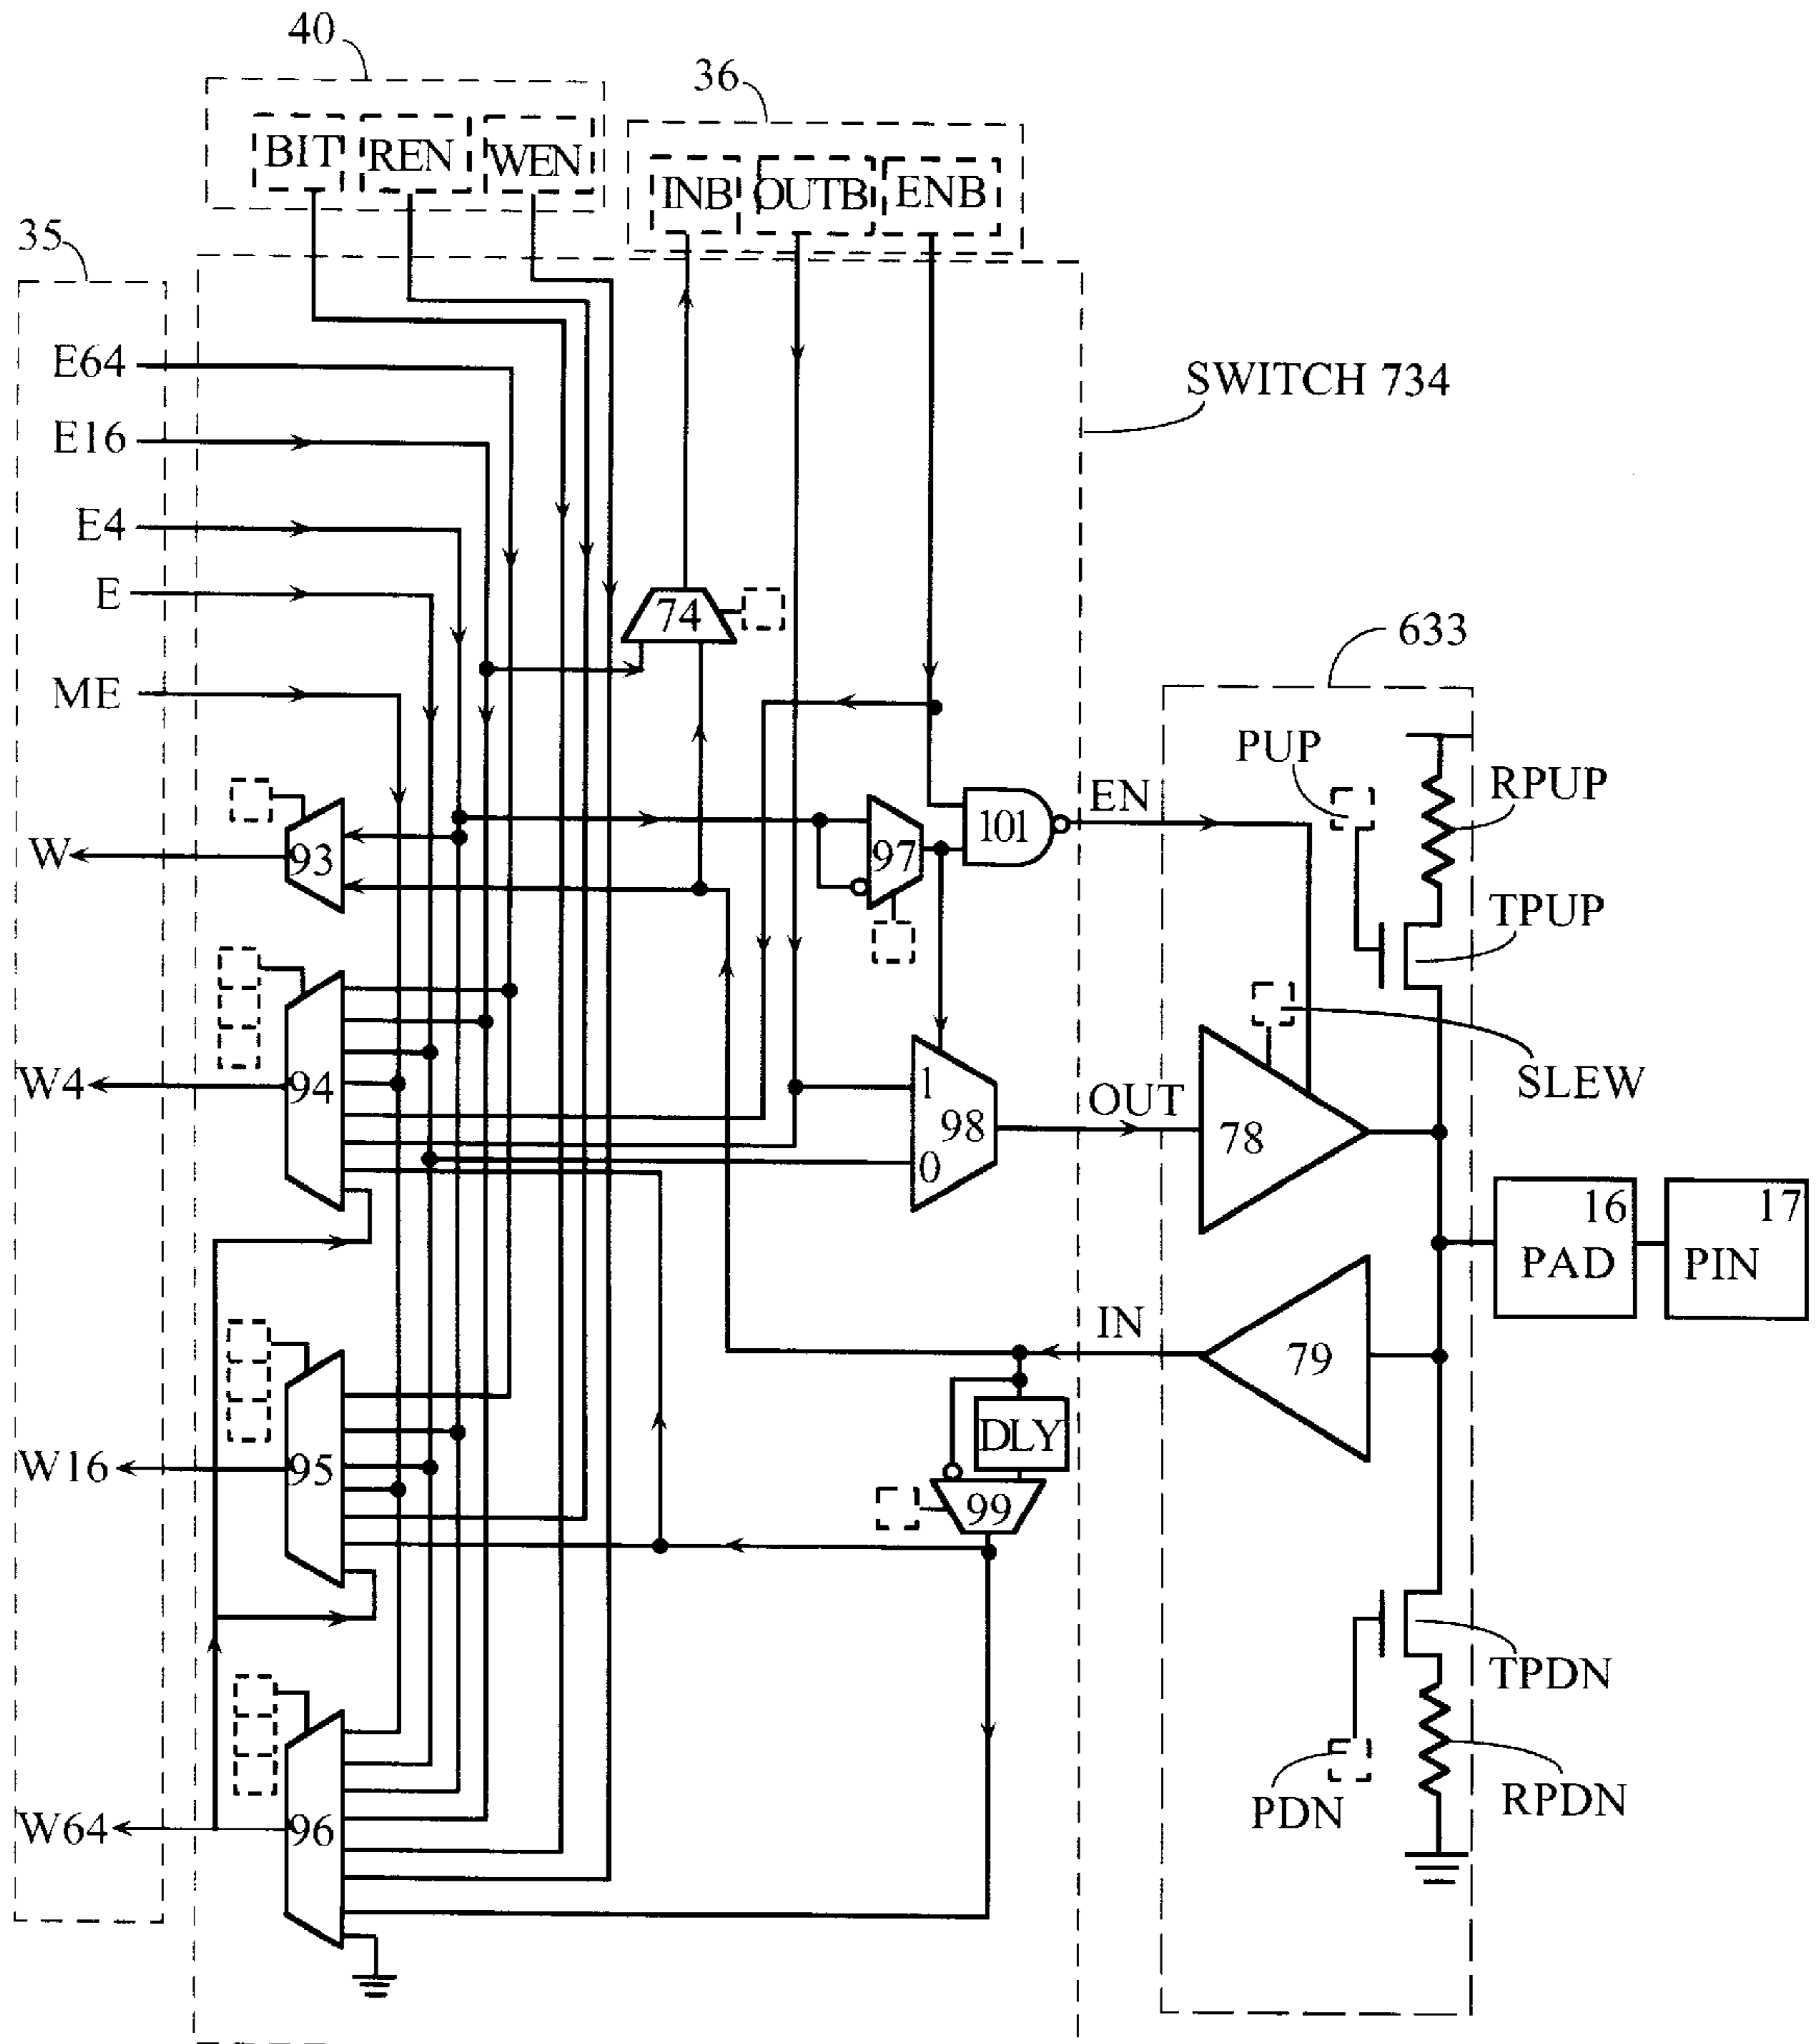 40
36
BIT
REN
WEN
INB
OUTB
ENB
35
E64
SWITCH 734
E16
E4
E
74
633
ME
PUP
RPUP
EN
101
97
W
93
TPUP
SLEW
W4
94
1
98
0
OUT
78
16
PAD
17
PIN
IN
79
DLY
W16
95
99
TPDN
PDN
RPDN
W64
96